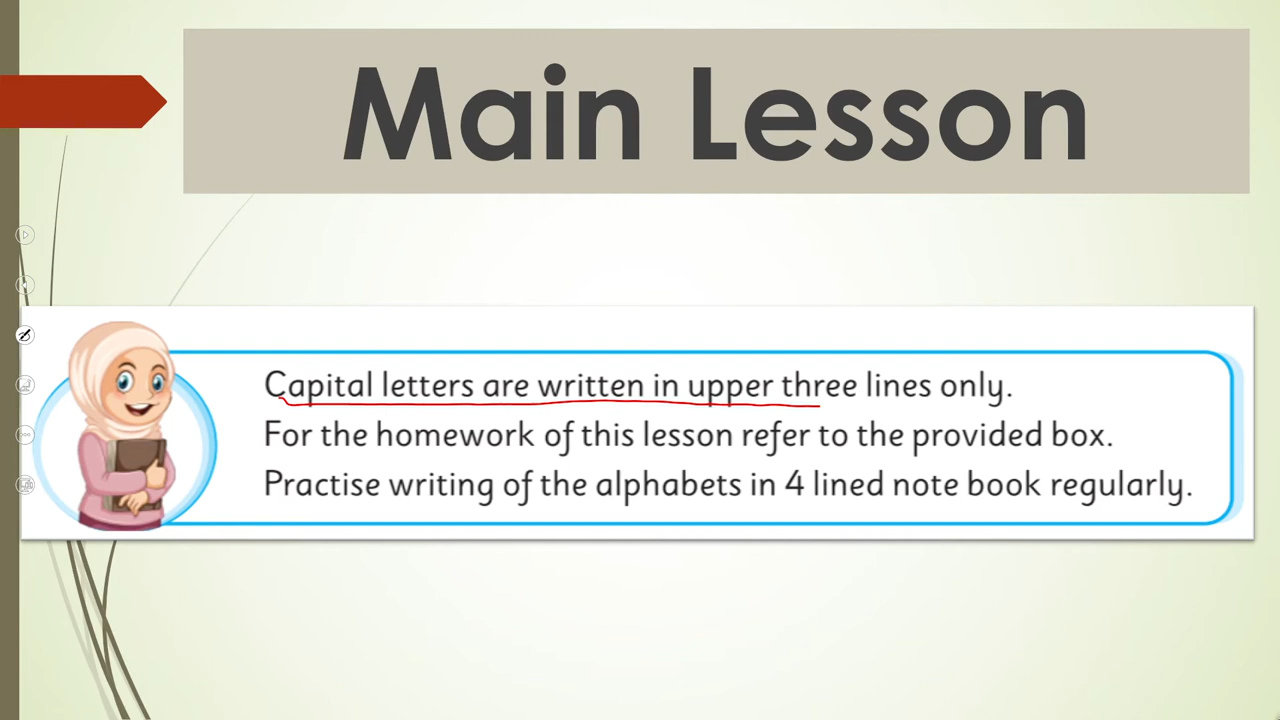 Main Lesson
Capital letters are written in upper three lines only.
For the homework of this lesson refer to the provided box.
Practise writing of the alphabets in 4 lined note book regularly.